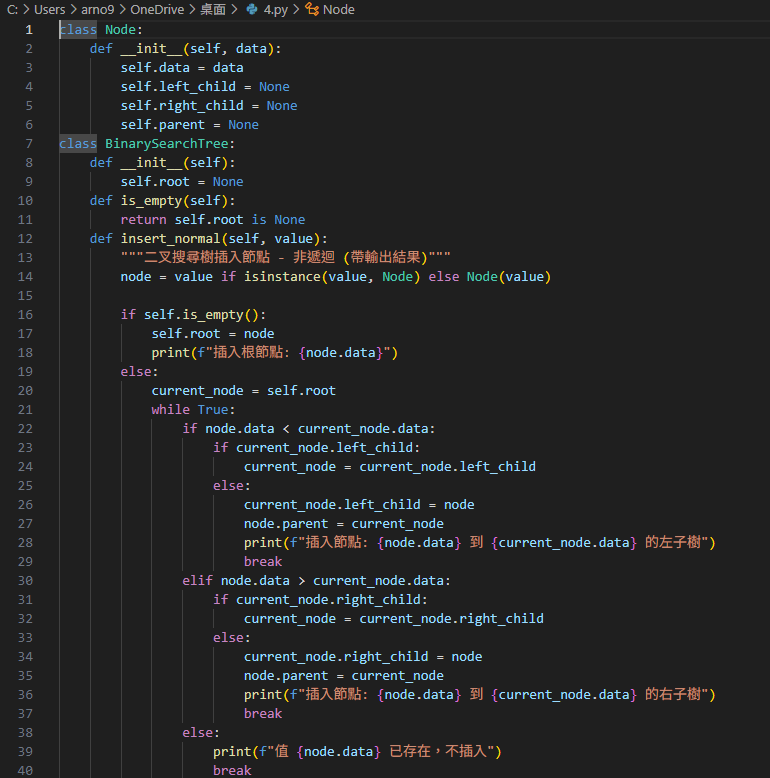 C: > Users > arno9 > OneDrive > 桌面 > 4.py > Node
1 class Node:
2     def __init__(self, data):
3         self.data = data
4         self.left_child = None
5         self.right_child = None
6         self.parent = None
7 class BinarySearchTree:
8     def __init__(self):
9         self.root = None
10     def is_empty(self):
11         return self.root is None
12     def insert_normal(self, value):
13         """二叉搜尋樹插入節點 - 非遞迴 (帶輸出結果)"""
14         node = value if isinstance(value, Node) else Node(value)
15
16         if self.is_empty():
17             self.root = node
18             print(f"插入根節點: {node.data}")
19         else:
20             current_node = self.root
21             while True:
22                 if node.data < current_node.data:
23                     if current_node.left_child:
24                         current_node = current_node.left_child
25                     else:
26                         current_node.left_child = node
27                         node.parent = current_node
28                         print(f"插入節點: {node.data} 到 {current_node.data} 的左子樹")
29                         break
30                 elif node.data > current_node.data:
31                     if current_node.right_child:
32                         current_node = current_node.right_child
33                     else:
34                         current_node.right_child = node
35                         node.parent = current_node
36                         print(f"插入節點: {node.data} 到 {current_node.data} 的右子樹")
37                         break
38                 else:
39                     print(f"值 {node.data} 已存在，不插入")
40                     break